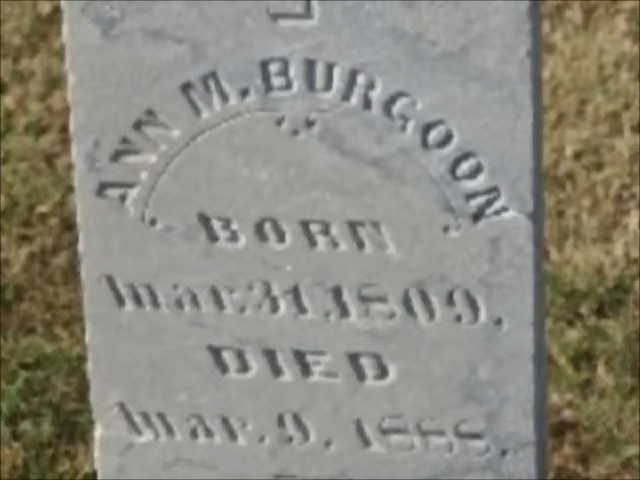 ANN M. BURGOON
BORN
Mar. 31, 1809.
DIED
Mar. 9, 1888.